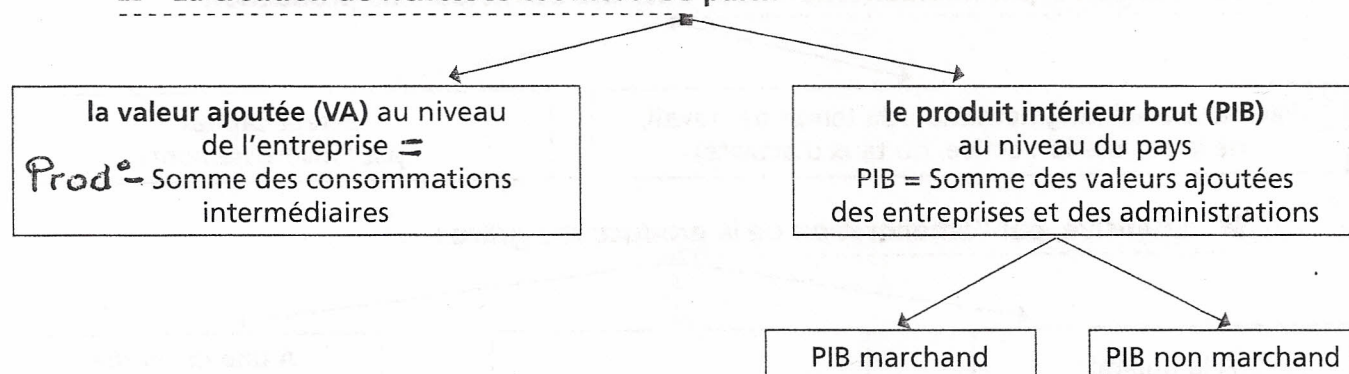 la valeur ajoutée (VA) au niveau
de l'entreprise =
Prod° - Somme des consommations
intermédiaires
le produit intérieur brut (PIB)
au niveau du pays
PIB = Somme des valeurs ajoutées
des entreprises et des administrations
PIB marchand
PIB non marchand